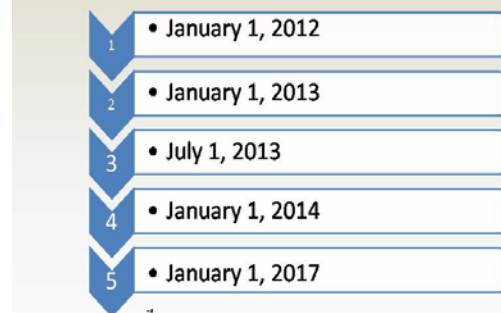 1 • January 1, 2012
2 • January 1, 2013
3 • July 1, 2013
4 • January 1, 2014
5 • January 1, 2017